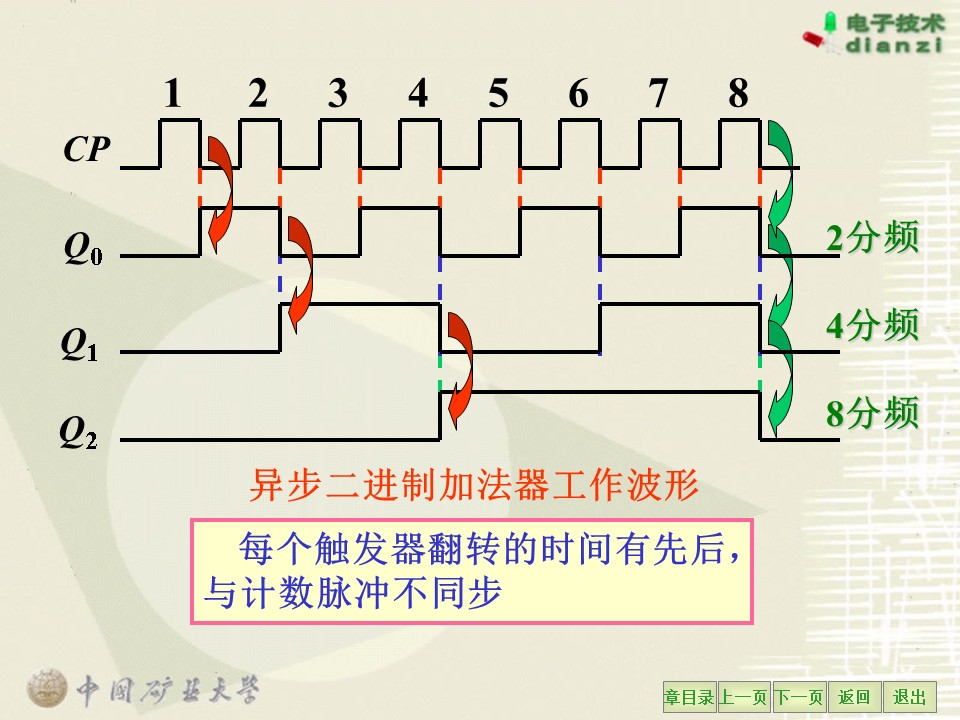 电子技术
dianzi
1 2 3 4 5 6 7 8
CP
Q0
2分频
Q1
4分频
Q2
8分频
异步二进制加法器工作波形
每个触发器翻转的时间有先后，
与计数脉冲不同步
中国矿业大学
章目录 上一页 下一页 返回 退出